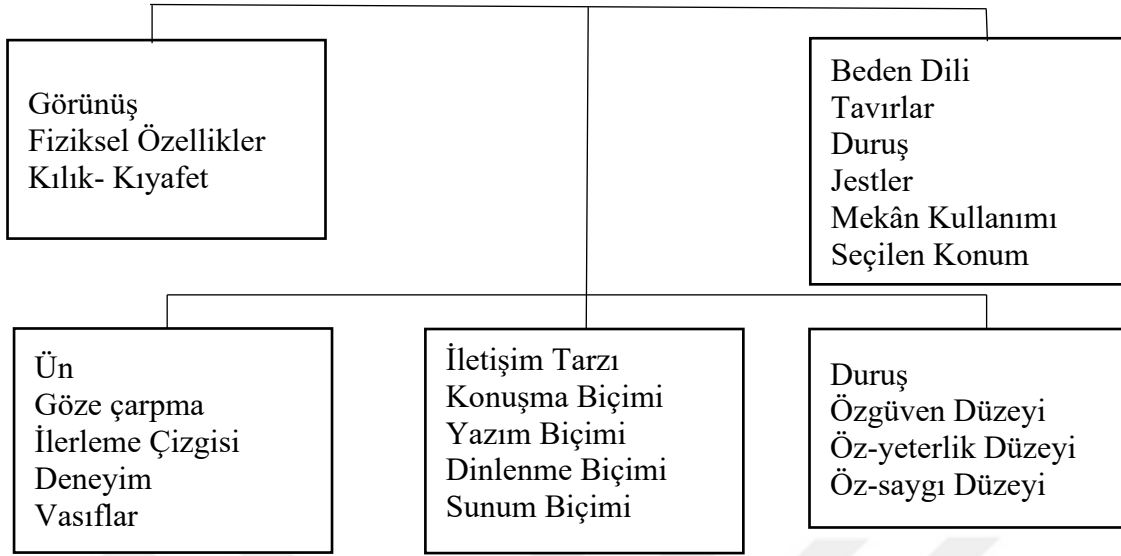 Görünüş
Fiziksel Özellikler
Kılık- Kıyafet
Beden Dili
Tavırlar
Duruş
Jestler
Mekân Kullanımı
Seçilen Konum
Ün
Göze çarpma
İlerleme Çizgisi
Deneyim
Vasıflar
İletişim Tarzı
Konuşma Biçimi
Yazım Biçimi
Dinlenme Biçimi
Sunum Biçimi
Duruş
Özgüven Düzeyi
Öz-yeterlik Düzeyi
Öz-saygı Düzeyi